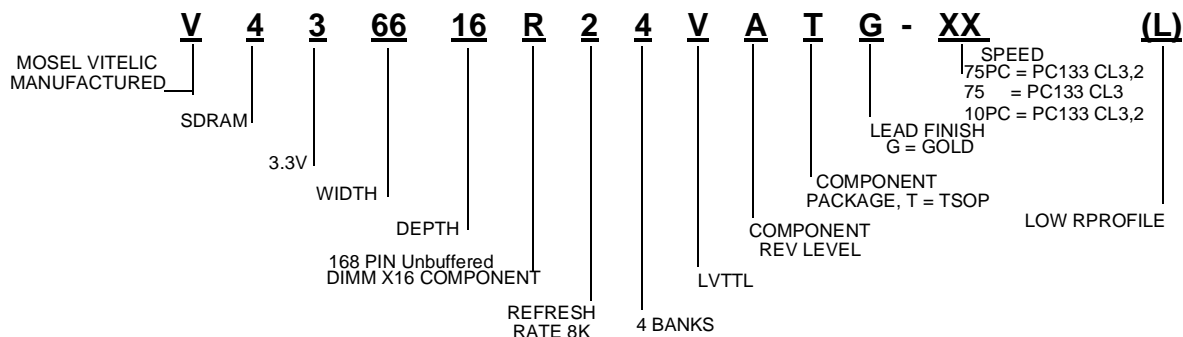 V 4 3 66 16 R 2 4 V A T G - XX (L)
MOSEL VITELIC
MANUFACTURED
SDRAM
3.3V
WIDTH
DEPTH
168 PIN Unbuffered
DIMM X16 COMPONENT
REFRESH
RATE 8K
4 BANKS
LVTTL
COMPONENT
REV LEVEL
COMPONENT
PACKAGE, T = TSOP
LEAD FINISH
G = GOLD
SPEED
75PC = PC133 CL3,2
75 = PC133 CL3
10PC = PC133 CL3,2
LOW RPROFILE